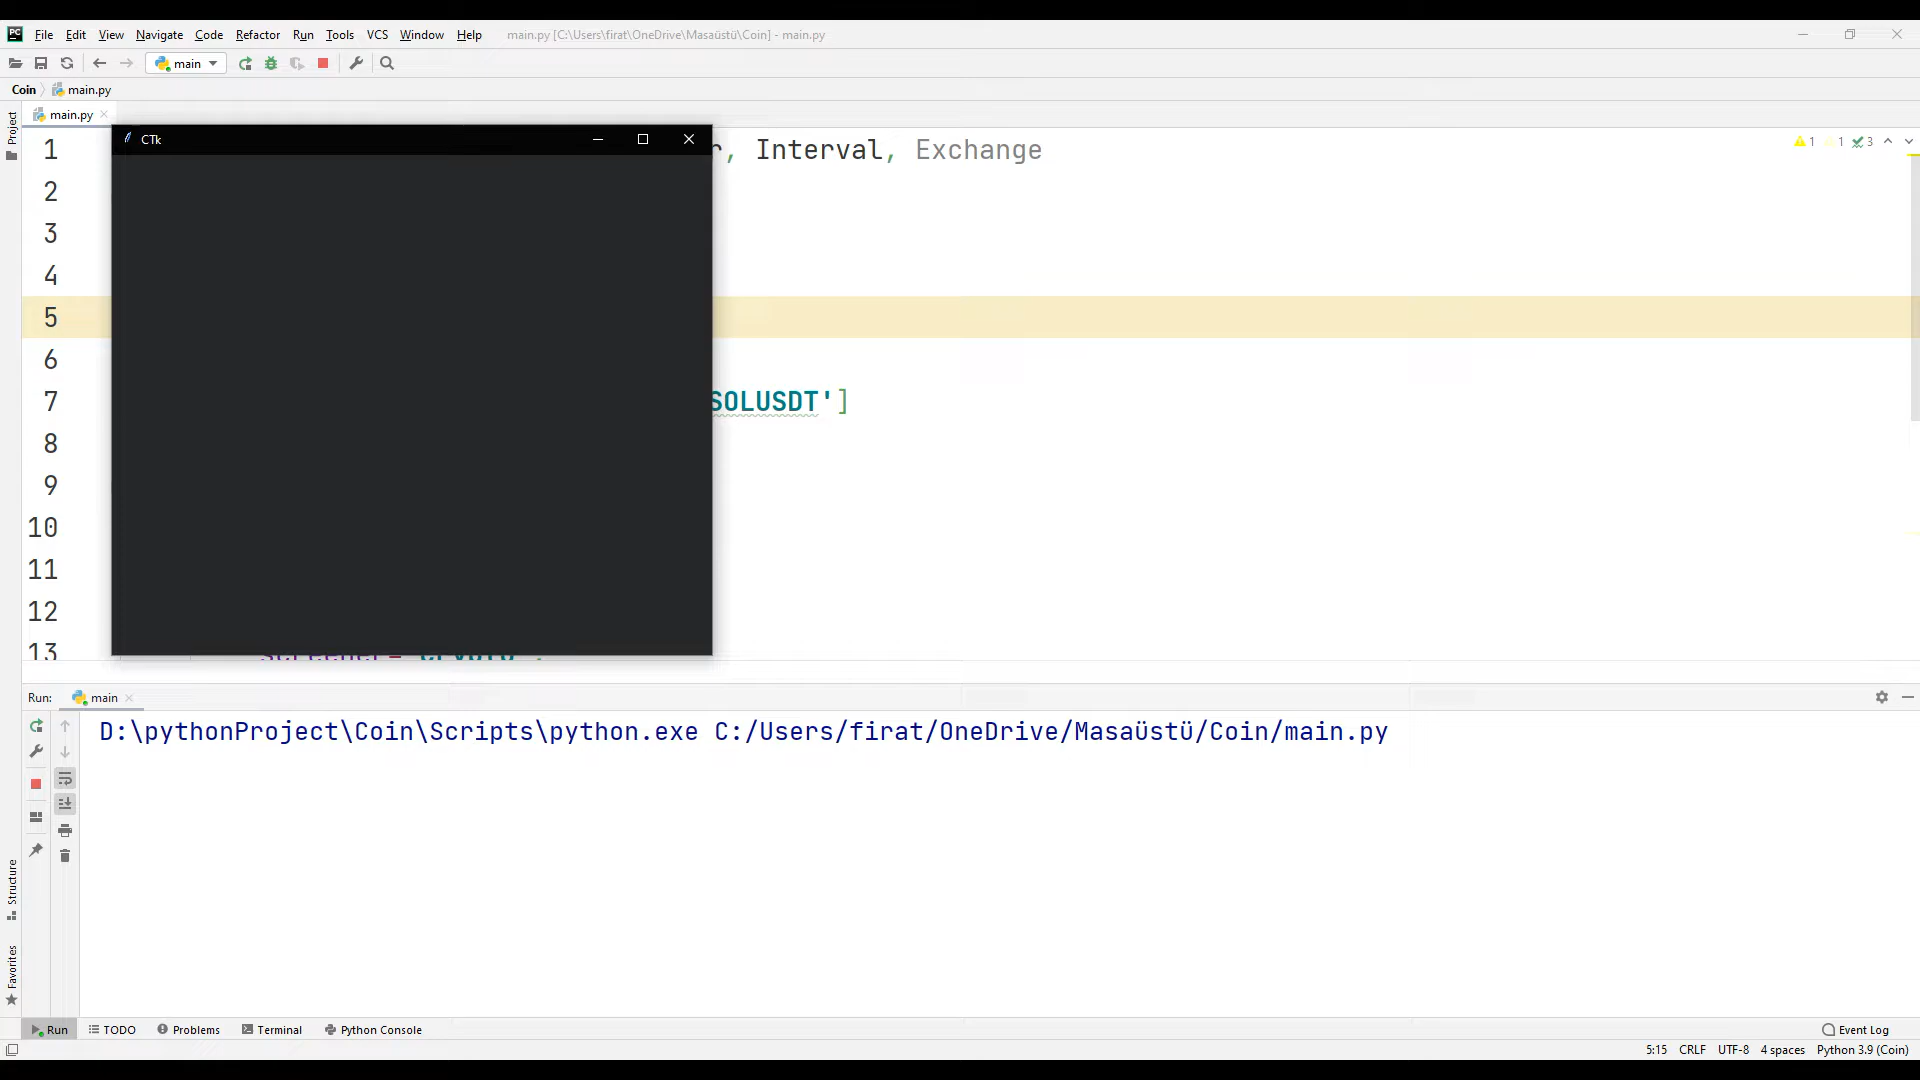 File Edit View Navigate Code Refactor Run Tools VCS Window Help main.py [C:\Users\firat\OneDrive\Masaüstü\Coin] - main.py
main
Coin main.py
Project
main.py
CTk
1 , Interval, Exchange
1 1 3
2
3
4
5
6
7 SOLUSDT']
8
9
10
11
12
13
Run: main
D:\pythonProject\Coin\Scripts\python.exe C:/Users/firat/OneDrive/Masaüstü/Coin/main.py
Structure
Favorites
Run TODO Problems Terminal Python Console Event Log
5:15 CRLF UTF-8 4 spaces Python 3.9 (Coin)